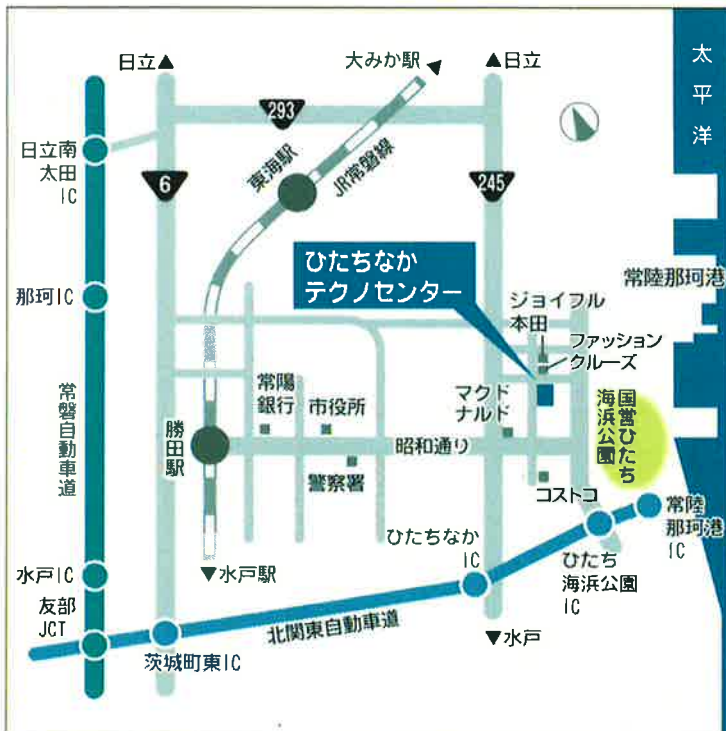 日立▲
大みか駅
▲日立
太平洋
293
日立南
太田
IC
東海駅
JR常磐線
6
245
ひたちなか
テクノセンター
那珂IC
常陸那珂港
ジョイフル
本田
ファッション
クルーズ
常磐自動車道
常陽
銀行
市役所
マクド
ナルド
国営ひたち
海浜公園
勝田駅
昭和通り
警察署
コストコ
常陸
那珂港
IC
ひたちなか
IC
ひたち
海浜公園
IC
水戸IC
▼水戸駅
友部
JCT
北関東自動車道
▼水戸
茨城町東IC